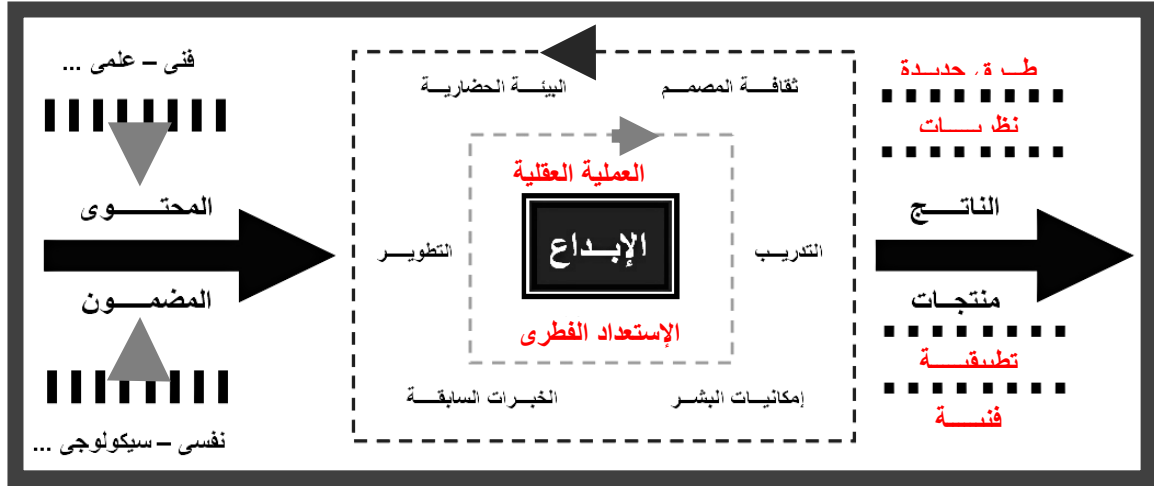 فنى – علمى ...
المحتوى
المضمون
نفسى – سيكولوجى ...
ثقافة المصمم
البيئة الحضارية
العملية العقلية
الإبداع
التدريب
التطوير
الإستعداد الفطرى
إمكانيات البشر
الخبرات السابقة
طرق جديدة
نظريات
الناتج
منتجات
تطبيقية
فنية